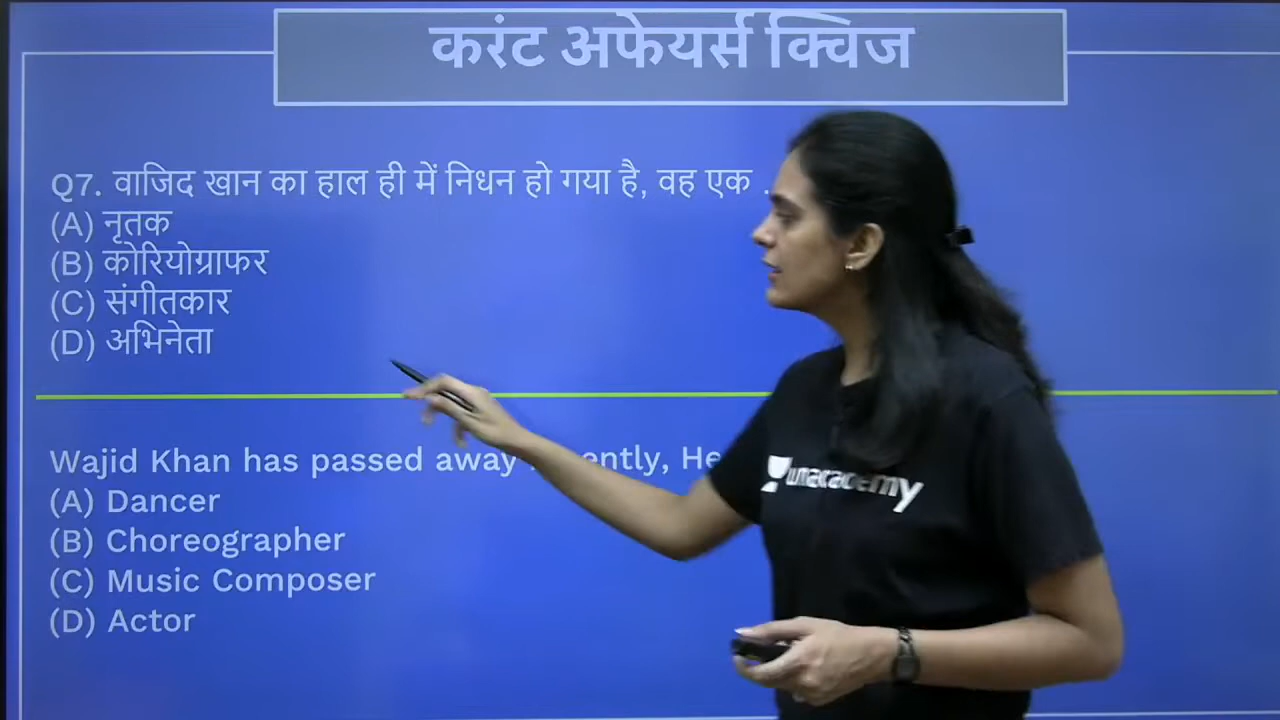 करंट अफेयर्स क्विज
Q7. वाजिद खान का हाल ही में निधन हो गया है, वह एक ..
(A) नृतक
(B) कोरियोग्राफर
(C) संगीतकार
(D) अभिनेता
Wajid Khan has passed away He
(A) Dancer
(B) Choreographer
(C) Music Composer
(D) Actor
unacademy